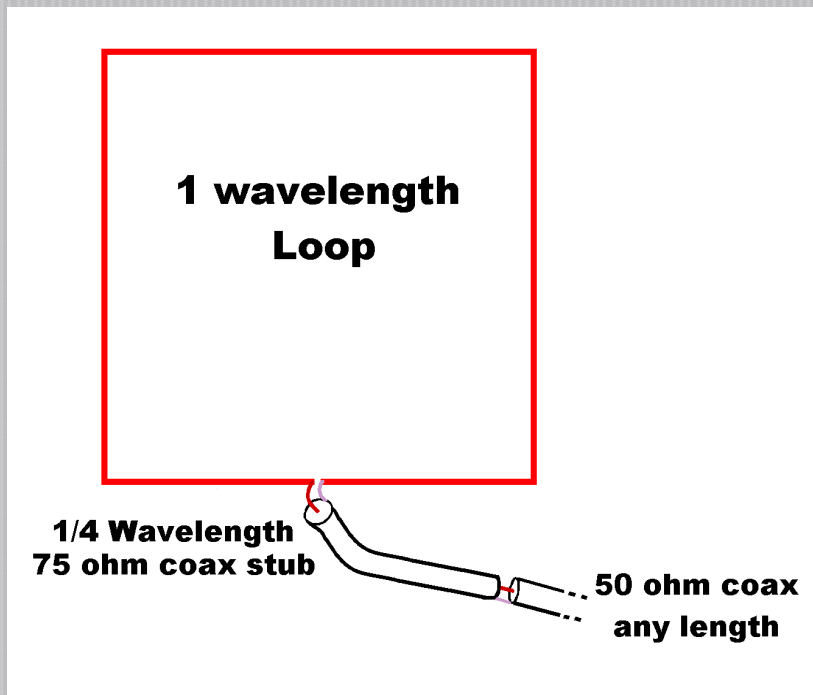 1 wavelength
Loop
1/4 Wavelength
75 ohm coax stub
50 ohm coax
any length